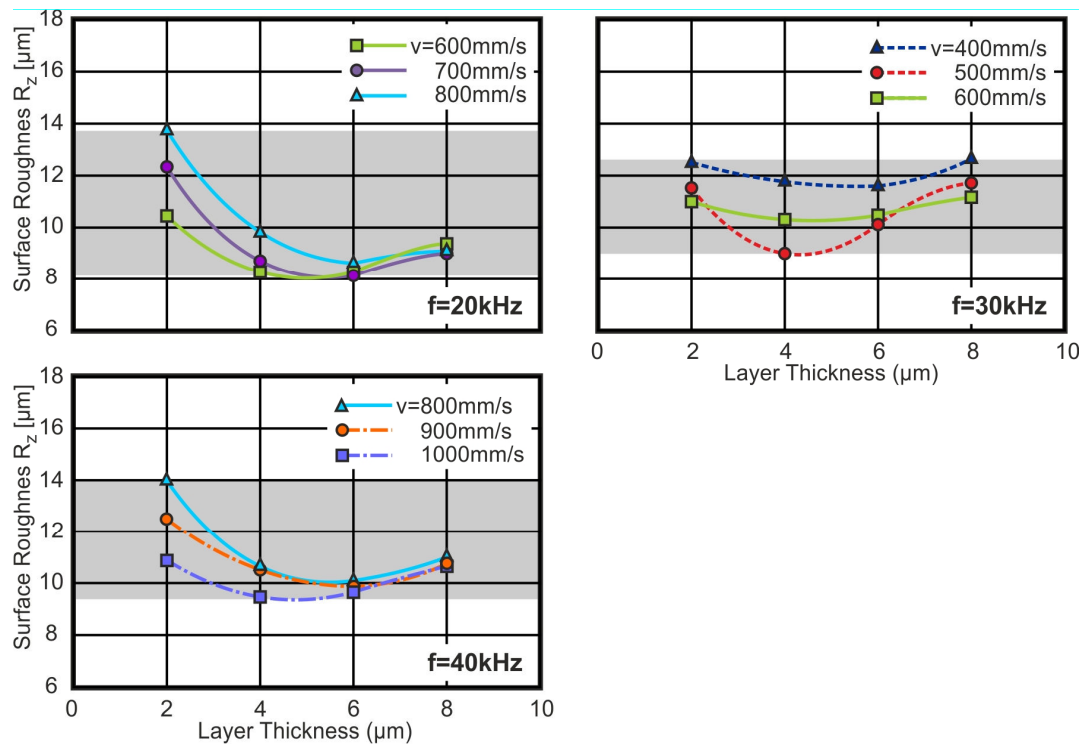 Surface Roughnes Rz [µm]
18
16
14
12
10
8
6
v=600mm/s
700mm/s
800mm/s
f=20kHz
v=400mm/s
500mm/s
600mm/s
f=30kHz
0 2 4 6 8 10
Layer Thickness (µm)
Surface Roughnes Rz [µm]
18
16
14
12
10
8
6
v=800mm/s
900mm/s
1000mm/s
f=40kHz
0 2 4 6 8 10
Layer Thickness (µm)